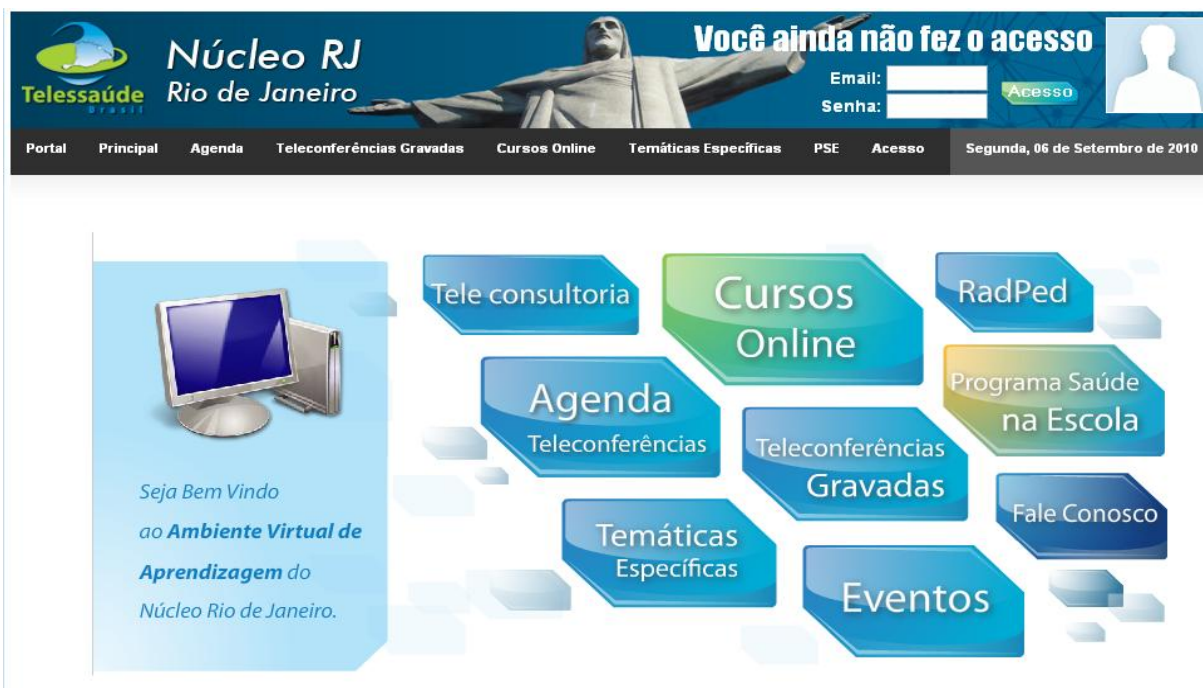 Telessaúde
Brasil
Núcleo RJ
Rio de Janeiro
Você ainda não fez o acesso
Email:
Senha:
Acesso
Portal Principal Agenda Teleconferências Gravadas Cursos Online Temáticas Específicas PSE Acesso Segunda, 06 de Setembro de 2010
Tele consultoria
Cursos
Online
RadPed
Agenda
Teleconferências
Programa Saúde
na Escola
Teleconferências
Gravadas
Fale Conosco
Temáticas
Específicas
Eventos
Seja Bem Vindo
ao Ambiente Virtual de
Aprendizagem do
Núcleo Rio de Janeiro.